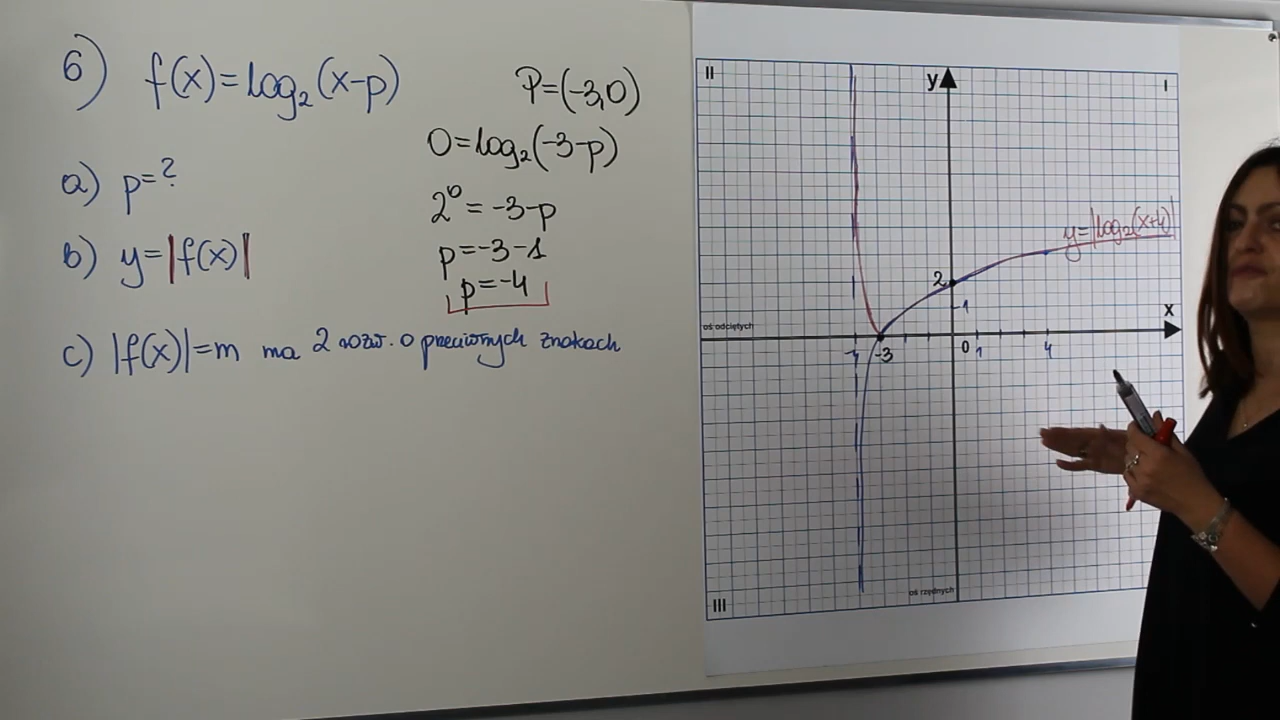 6) f(x)=log₂(x-p)
P=(-3,0)
0=log₂(-3-p)
a) p=?
2⁰=-3-p
b) y=|f(x)|
p=-3-1
p=-4
c) |f(x)|=m ma 2 rozw. o przeciwnych znakach
II
y
I
y=|log₂(x+4)|
2
1
x
oś odciętych
-4 -3 0 1 4
oś rzędnych
III